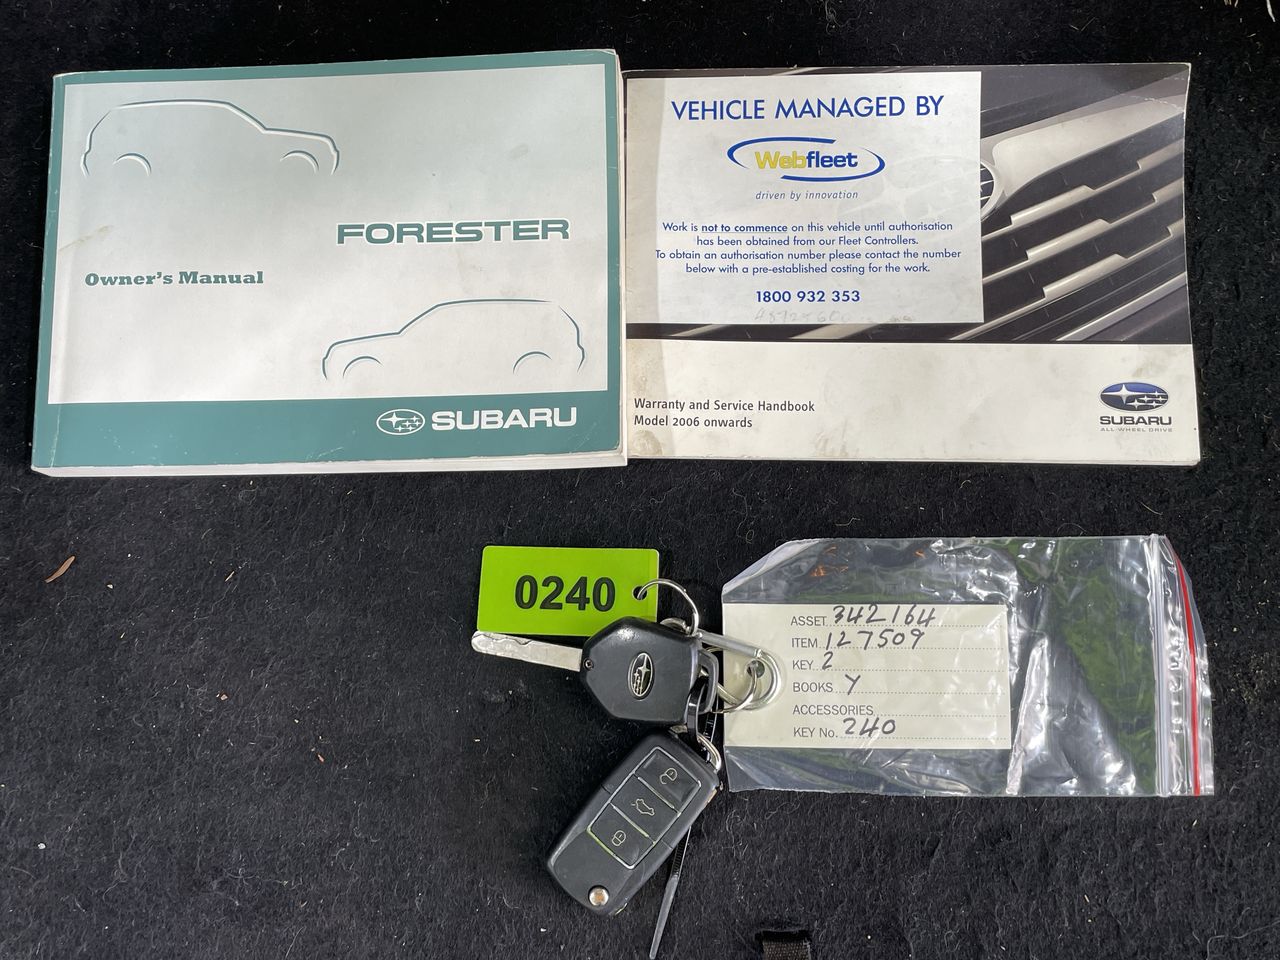 FORESTER
Owner's Manual
SUBARU
VEHICLE MANAGED BY
Webfleet
driven by innovation
Work is not to commence on this vehicle until authorisation
has been obtained from our Fleet Controllers.
To obtain an authorisation number please contact the number
below with a pre-established costing for the work.
1800 932 353
Warranty and Service Handbook
Model 2006 onwards
SUBARU
ALL-WHEEL DRIVE
0240
ASSET 342164
ITEM 127509
KEY 2
BOOKS Y
ACCESSORIES
KEY No. 240